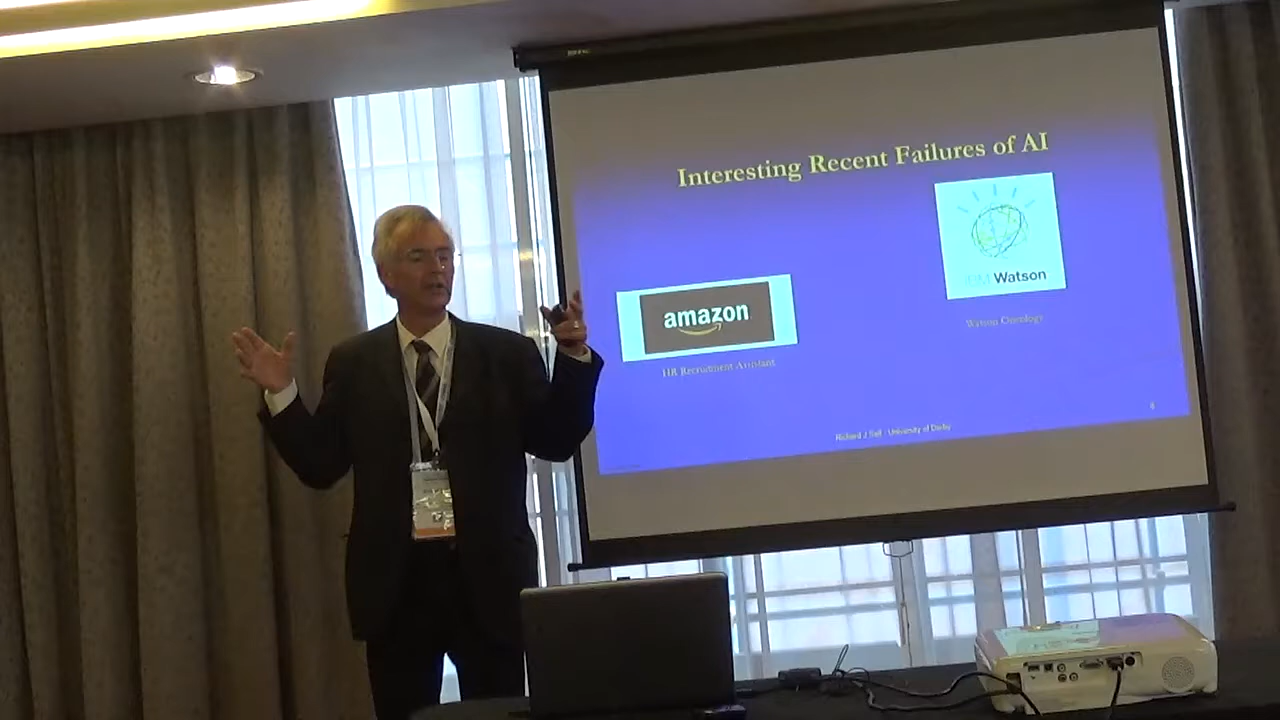 Interesting Recent Failures of AI
IBM Watson
Watson Oncology
amazon
HR Recruitment Assistant
Richard J Self - University of Derby